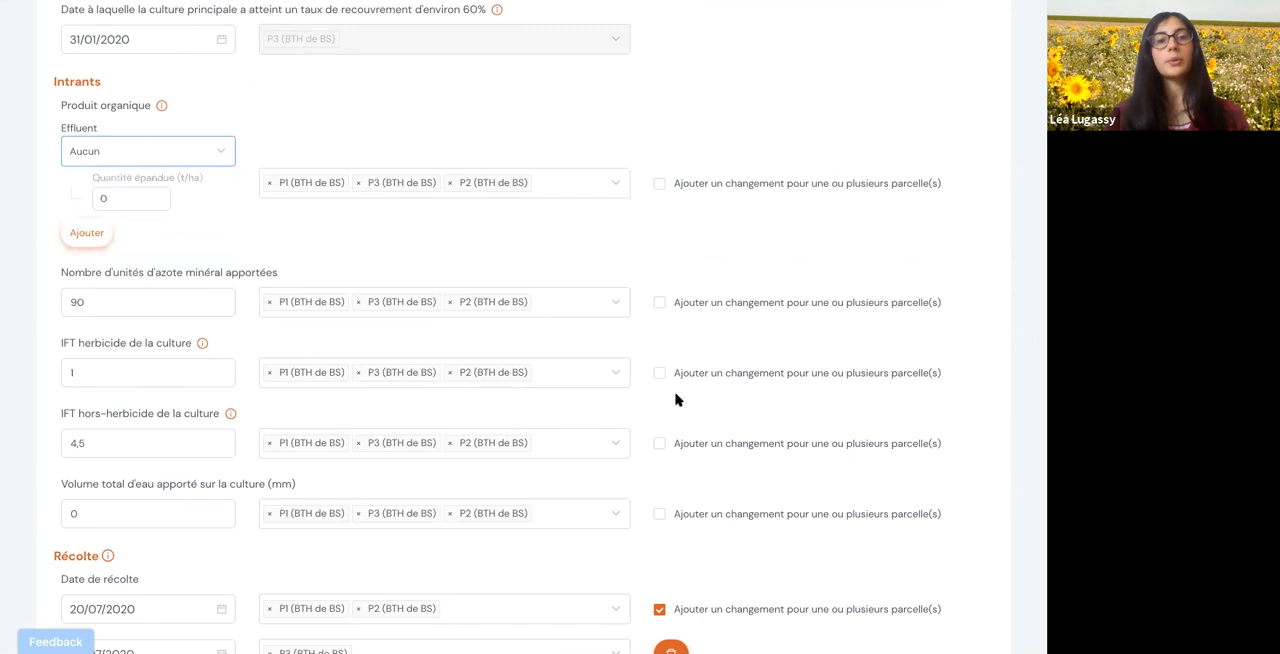 Date à laquelle la culture principale a atteint un taux de recouvrement d'environ 60%
31/01/2020 P3 (BTH de BS)
Intrants
Produit organique
Effluent
Aucun
Quantité épandue (t/ha)
0
× P1 (BTH de BS) × P3 (BTH de BS) × P2 (BTH de BS) Ajouter un changement pour une ou plusieurs parcelle(s)
Ajouter
Nombre d'unités d'azote minéral apportées
90 × P1 (BTH de BS) × P3 (BTH de BS) × P2 (BTH de BS) Ajouter un changement pour une ou plusieurs parcelle(s)
IFT herbicide de la culture
1 × P1 (BTH de BS) × P3 (BTH de BS) × P2 (BTH de BS) Ajouter un changement pour une ou plusieurs parcelle(s)
IFT hors-herbicide de la culture
4,5 × P1 (BTH de BS) × P3 (BTH de BS) × P2 (BTH de BS) Ajouter un changement pour une ou plusieurs parcelle(s)
Volume total d'eau apporté sur la culture (mm)
0 × P1 (BTH de BS) × P3 (BTH de BS) × P2 (BTH de BS) Ajouter un changement pour une ou plusieurs parcelle(s)
Récolte
Date de récolte
20/07/2020 × P1 (BTH de BS) × P2 (BTH de BS) Ajouter un changement pour une ou plusieurs parcelle(s)
Feedback
Léa Lugassy